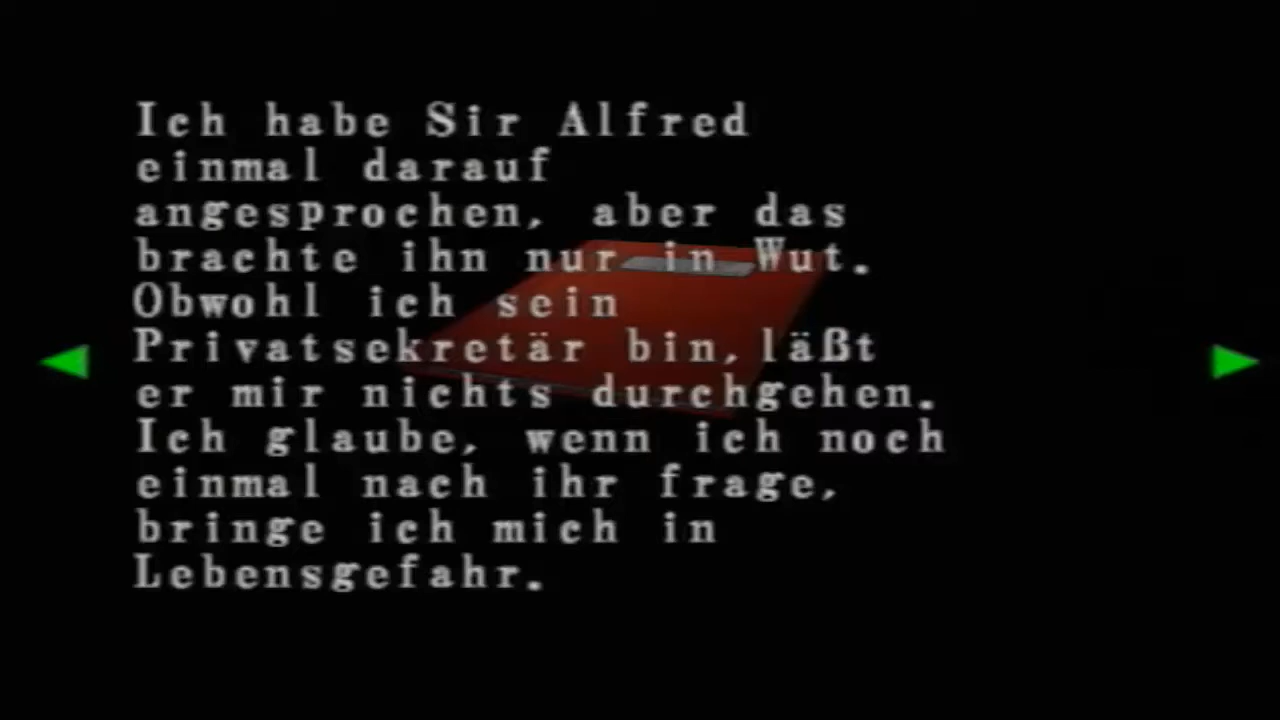 Ich habe Sir Alfred
einmal darauf
angesprochen, aber das
brachte ihn nur in Wut.
Obwohl ich sein
Privatsekretär bin, läßt
er mir nichts durchgehen.
Ich glaube, wenn ich noch
einmal nach ihr frage,
bringe ich mich in
Lebensgefahr.